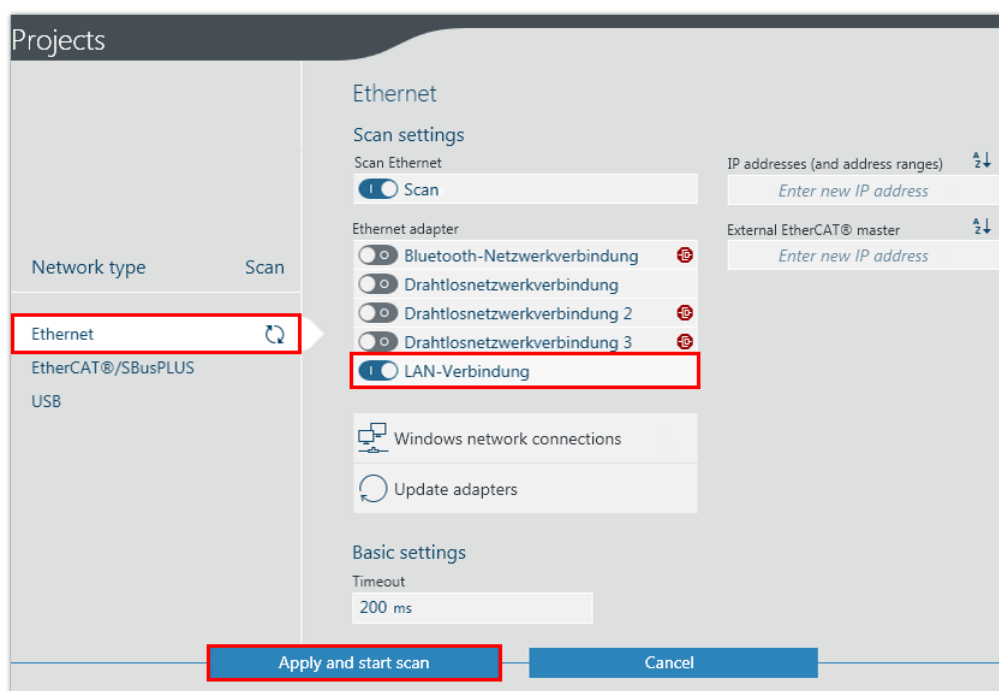 Projects
Network type Scan
Ethernet
EtherCAT®/SBusPLUS
USB
Ethernet
Scan settings
Scan Ethernet
Scan
Ethernet adapter
Bluetooth-Netzwerkverbindung
Drahtlosnetzwerkverbindung
Drahtlosnetzwerkverbindung 2
Drahtlosnetzwerkverbindung 3
LAN-Verbindung
Windows network connections
Update adapters
Basic settings
Timeout
200 ms
IP addresses (and address ranges)
Enter new IP address
External EtherCAT® master
Enter new IP address
Apply and start scan
Cancel